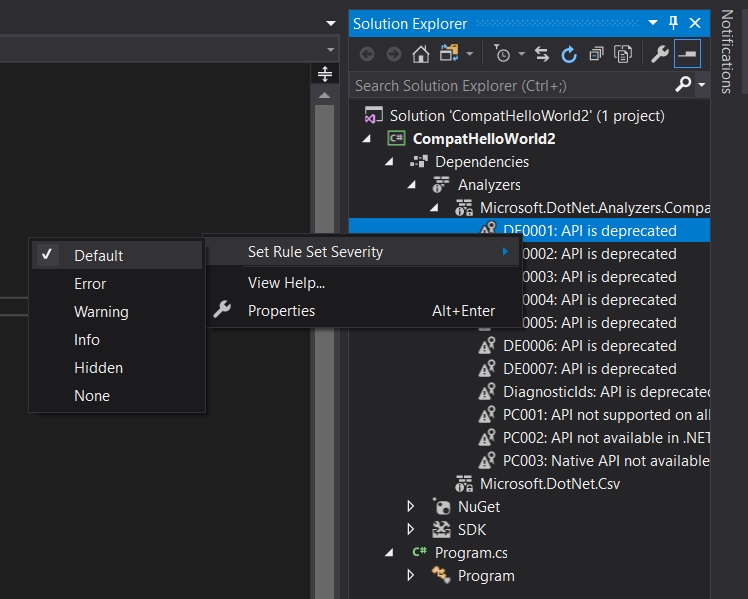 Solution Explorer
Notifications
Search Solution Explorer (Ctrl+;)
Solution 'CompatHelloWorld2' (1 project)
C# CompatHelloWorld2
Dependencies
Analyzers
Microsoft.DotNet.Analyzers.Compa
DE0001: API is deprecated
0002: API is deprecated
0003: API is deprecated
0004: API is deprecated
0005: API is deprecated
DE0006: API is deprecated
DE0007: API is deprecated
DiagnosticIds: API is deprecated
PC001: API not supported on all
PC002: API not available in .NET
PC003: Native API not available
Microsoft.DotNet.Csv
NuGet
SDK
C# Program.cs
Program
Set Rule Set Severity
View Help...
Properties Alt+Enter
Default
Error
Warning
Info
Hidden
None